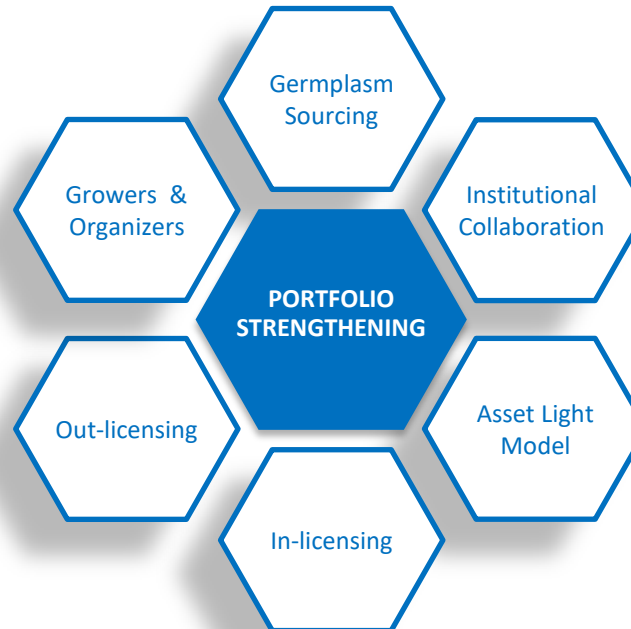 Germplasm
Sourcing
Growers & 
Organizers
Institutional
Collaboration
PORTFOLIO
STRENGTHENING
Out-licensing
Asset Light
Model
In-licensing